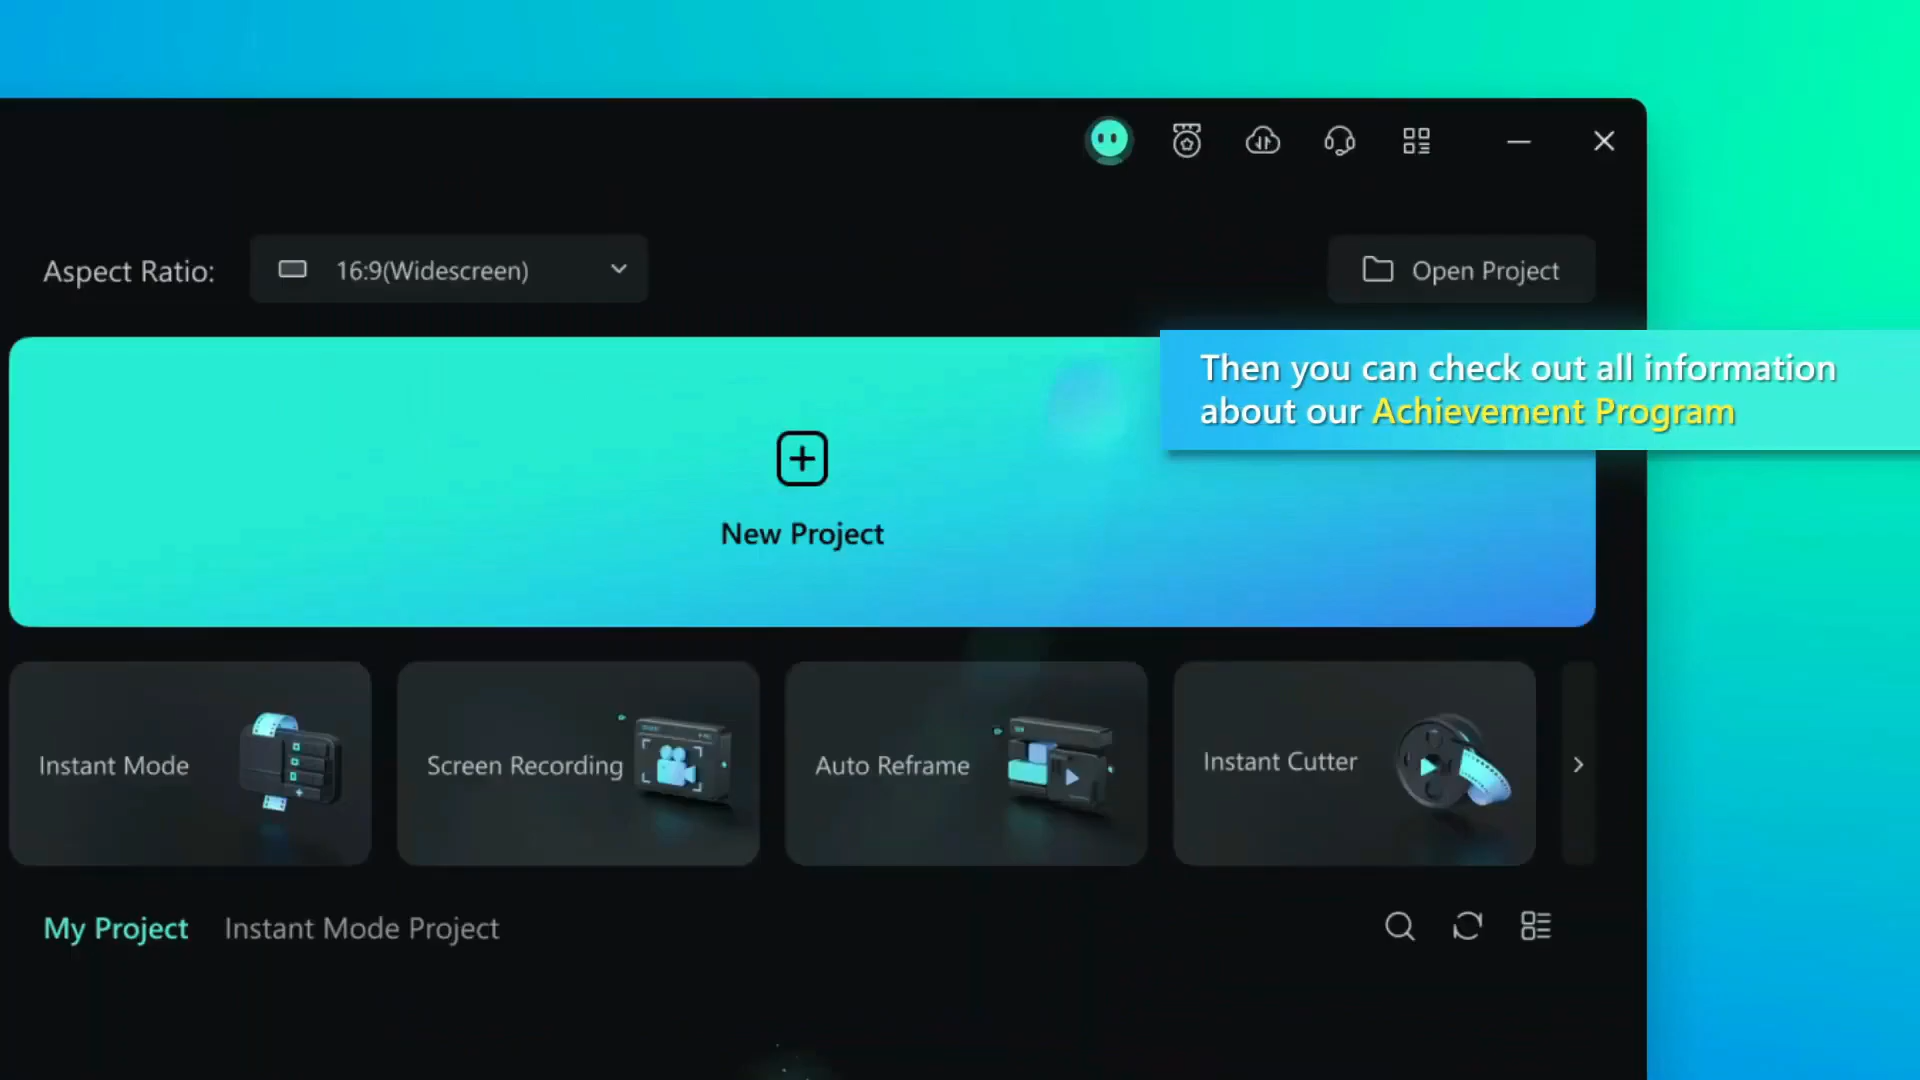 Aspect Ratio:
16:9(Widescreen)
Open Project
Then you can check out all information
about our Achievement Program
New Project
Instant Mode
Screen Recording
Auto Reframe
Instant Cutter
My Project
Instant Mode Project